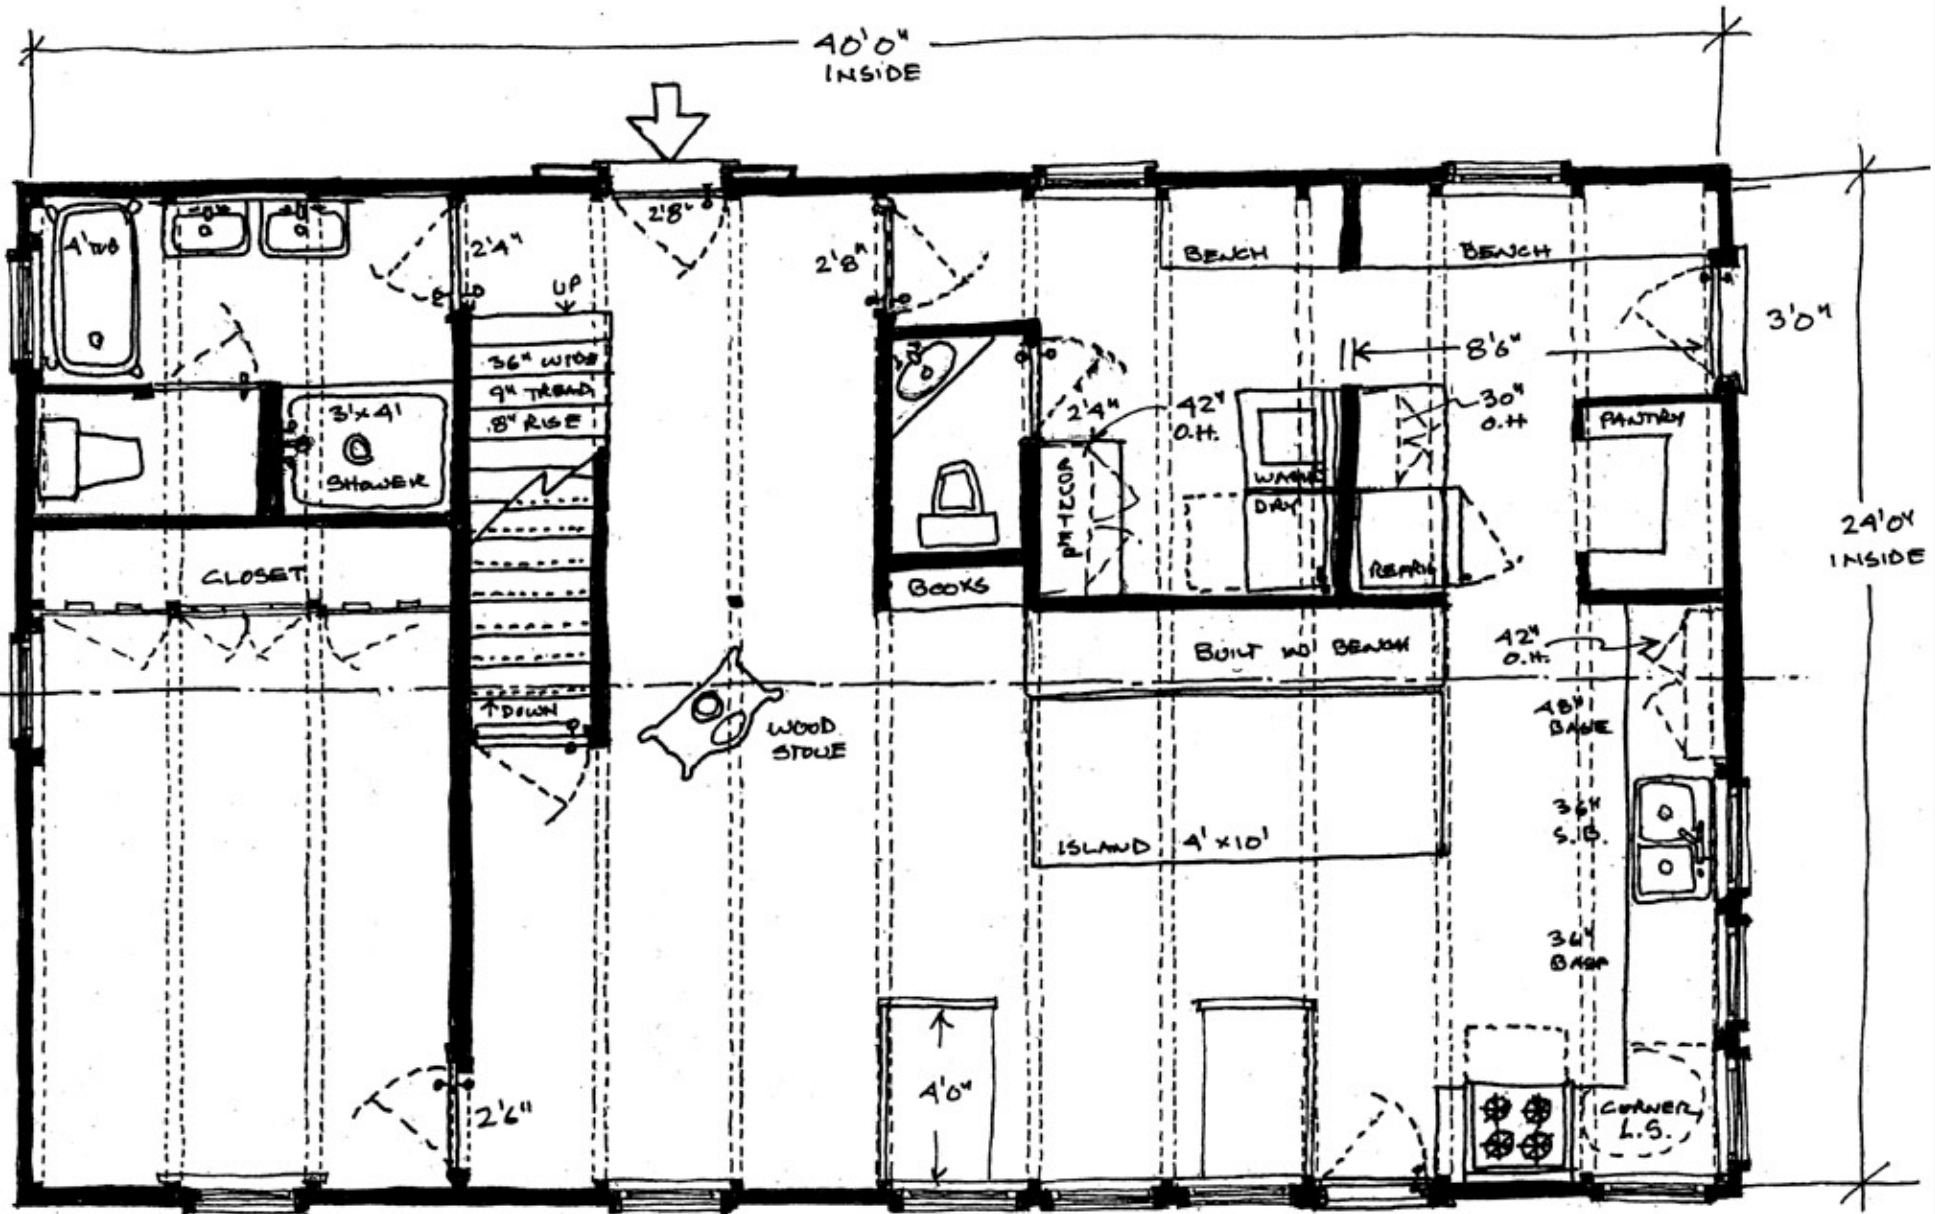 40'0"
INSIDE
4' TUB
2'4"
2'8"
2'8"
BENCH
BENCH
3'0"
UP
36" WIDE
9" TREAD
8" RISE
8'6"
3'x4'
SHOWER
2'4"
42"
O.H.
30"
O.H.
PANTRY
WASH
DRY
REFRIG
24'0"
INSIDE
CLOSET
BOOKS
BUILT IN BENCH
42"
O.H.
DOWN
WOOD
STOVE
48"
BASE
ISLAND 4'x10'
36"
S.B.
36"
BASE
4'0"
2'6"
CORNER
L.S.